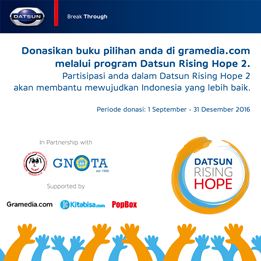 DATSUN
Break Through
Donasikan buku pilihan anda di gramedia.com
melalui program Datsun Rising Hope 2.
Partisipasi anda dalam Datsun Rising Hope 2
akan membantu mewujudkan Indonesia yang lebih baik.
Periode donasi: 1 September - 31 Desember 2016
In Partnership with
GNOTA
Supported by
Gramedia.com
Kitabisa.com
PopBox
DATSUN
RISING
HOPE